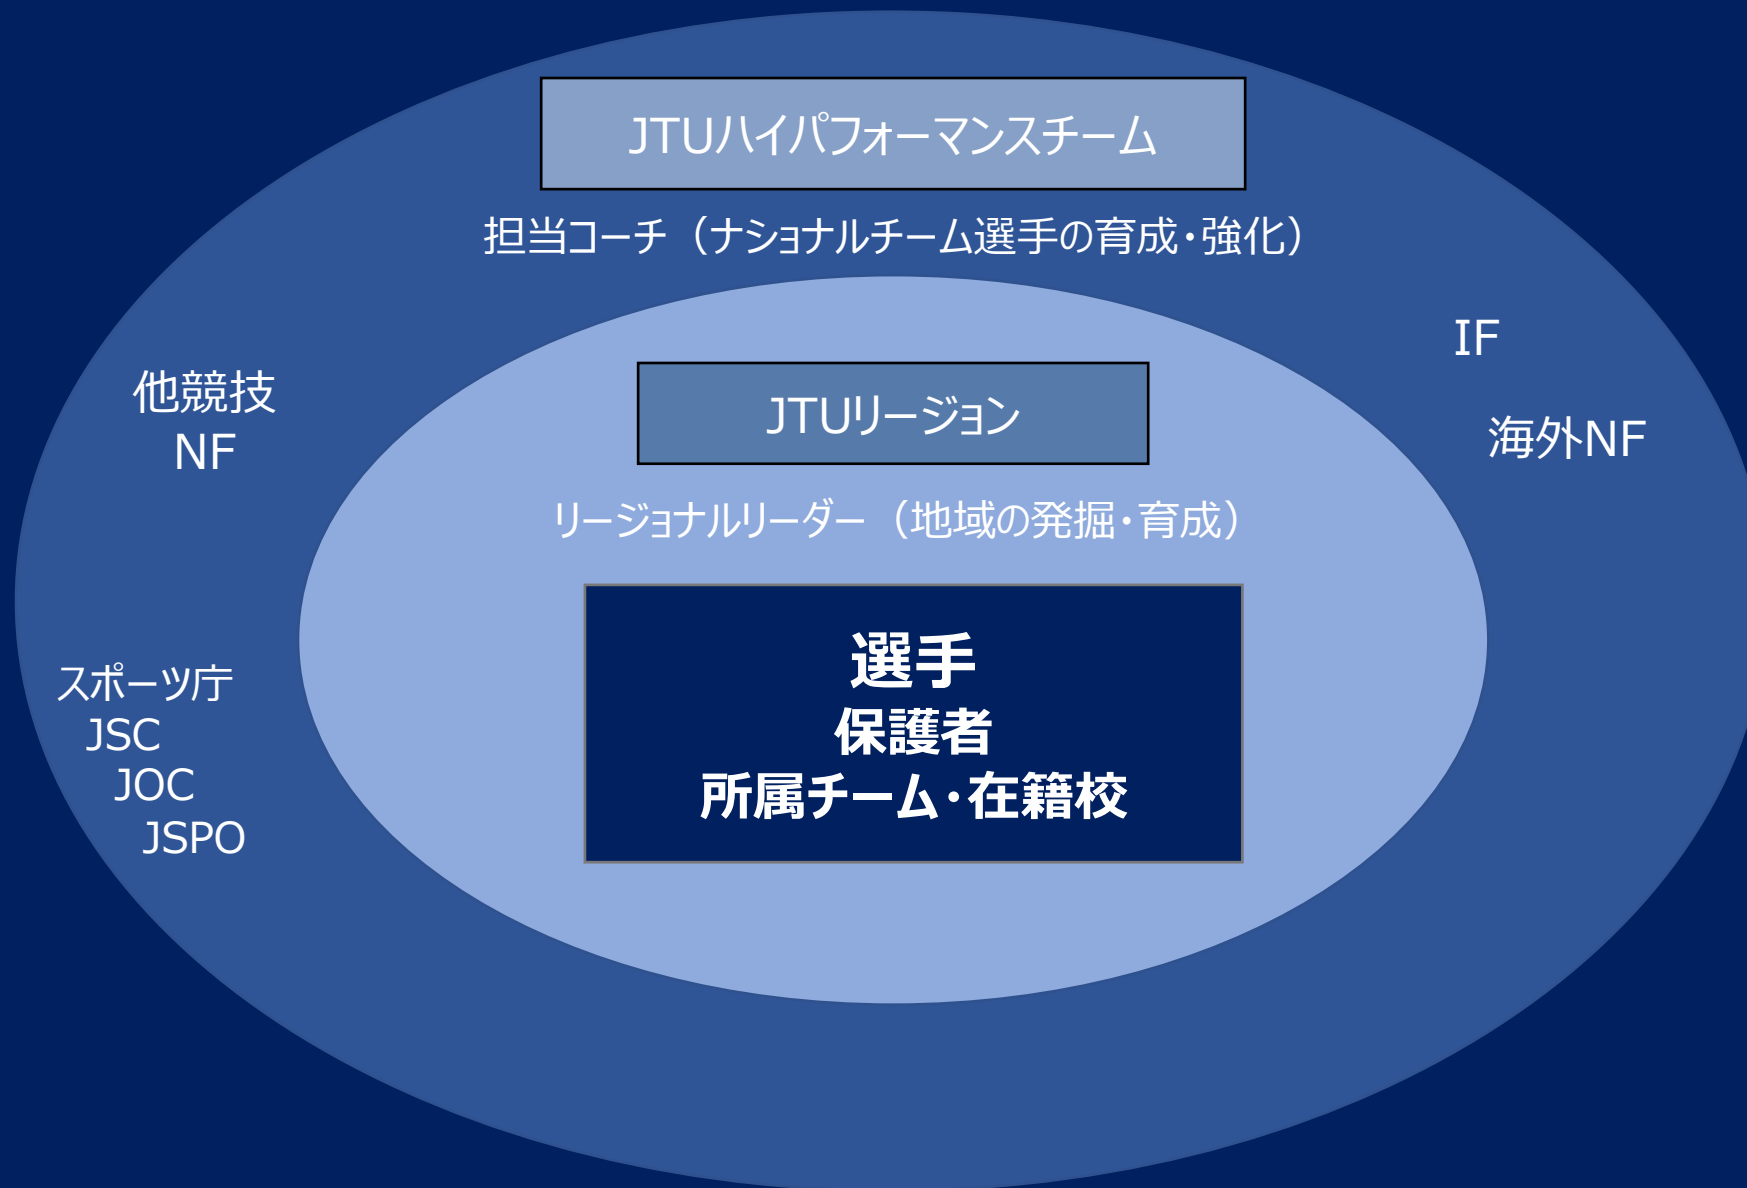 JTUハイパフォーマンスチーム
担当コーチ（ナショナルチーム選手の育成・強化）
IF
海外NF
他競技
NF
JTUリージョン
リージョナルリーダー（地域の発掘・育成）
選手
保護者
所属チーム・在籍校
スポーツ庁
JSC
JOC
JSPO